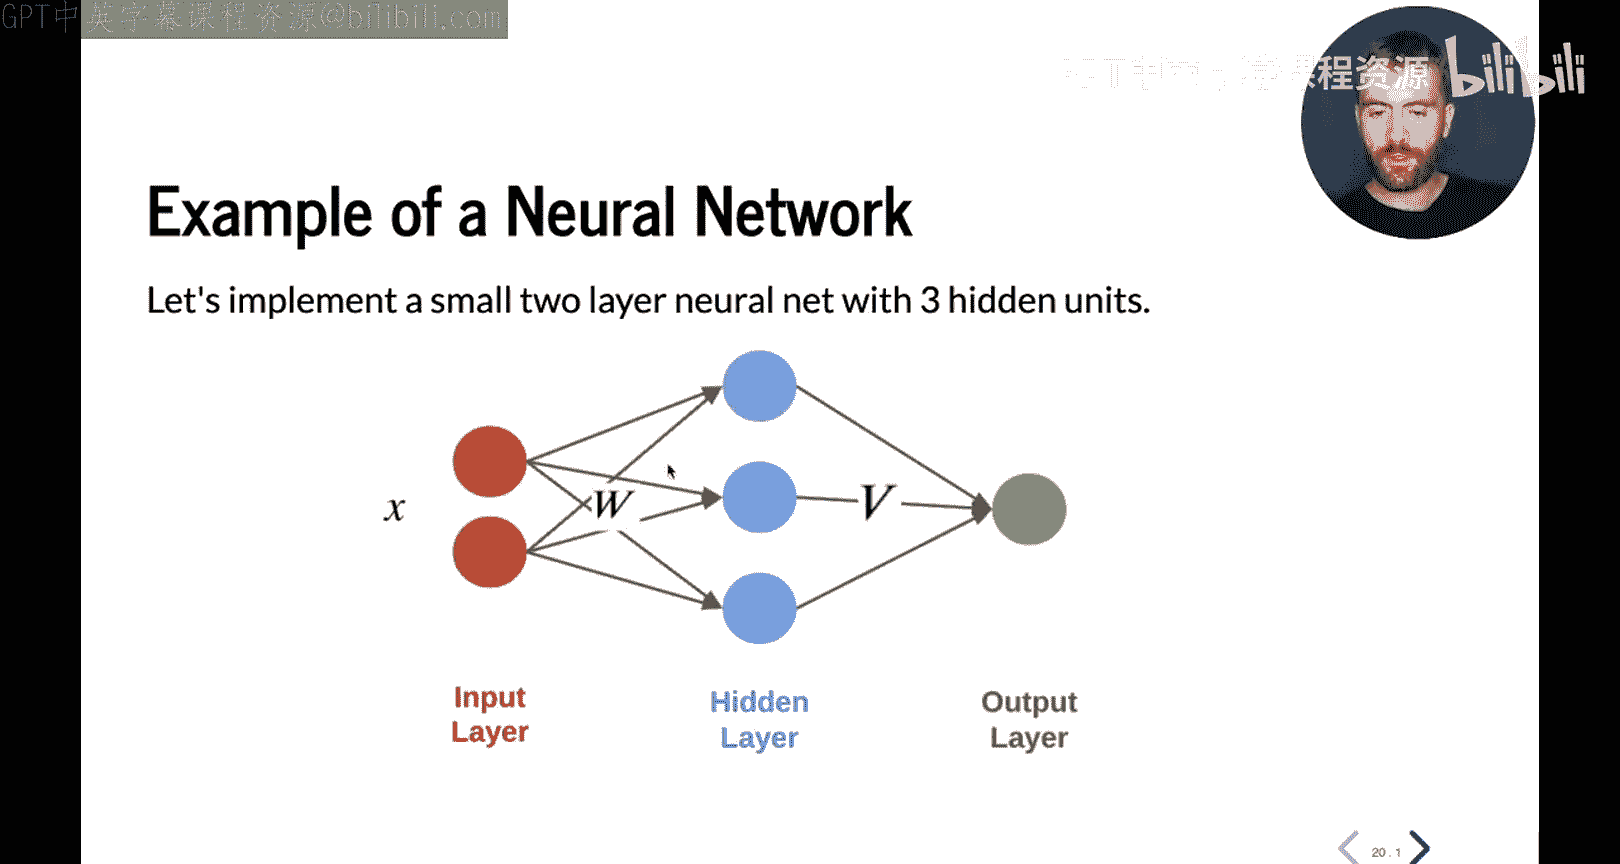 GPT中英字幕课程资源@bilibili.com
程资源 bilibili
Example of a Neural Network
Let's implement a small two layer neural net with 3 hidden units.
x
W
V
Input
Layer
Hidden
Layer
Output
Layer
20.1